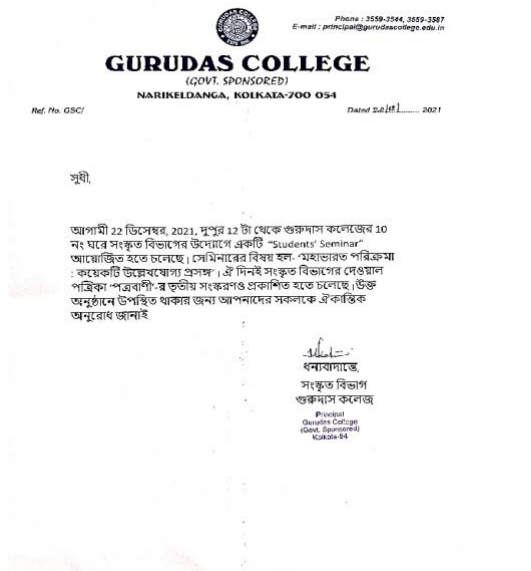 GURUDAS COLLEGE
Phone : 3559-3544, 3559-3587
E-mail : principal@gurudascollege.edu.in
GURUDAS COLLEGE
(GOVT. SPONSORED)
NARIKELDANGA, KOLKATA-700 054
Ref. No. GSC/
Dated 2021
সুধী,
আগামী 22 ডিসেম্বর, 2021, দুপুর 12 টা থেকে গুরুদাস কলেজের 10
নং ঘরে সংস্কৃত বিভাগের উদ্যোগে একটি "Students' Seminar"
আয়োজিত হতে চলেছে। সেমিনারের বিষয় হল- 'মহাভারত পরিক্রমা
: কয়েকটি উল্লেখযোগ্য প্রসঙ্গ'। ঐ দিনই সংস্কৃত বিভাগের দেওয়াল
পত্রিকা 'পত্রবাণী'-র তৃতীয় সংস্করণও প্রকাশিত হতে চলেছে।উক্ত
অনুষ্ঠানে উপস্থিত থাকার জন্য আপনাদের সকলকে ঐকান্তিক
অনুরোধ জানাই
ধন্যবাদান্তে,
সংস্কৃত বিভাগ
গুরুদাস কলেজ
Principal
Gurudas College
(Govt. Sponsored)
Kolkata-54